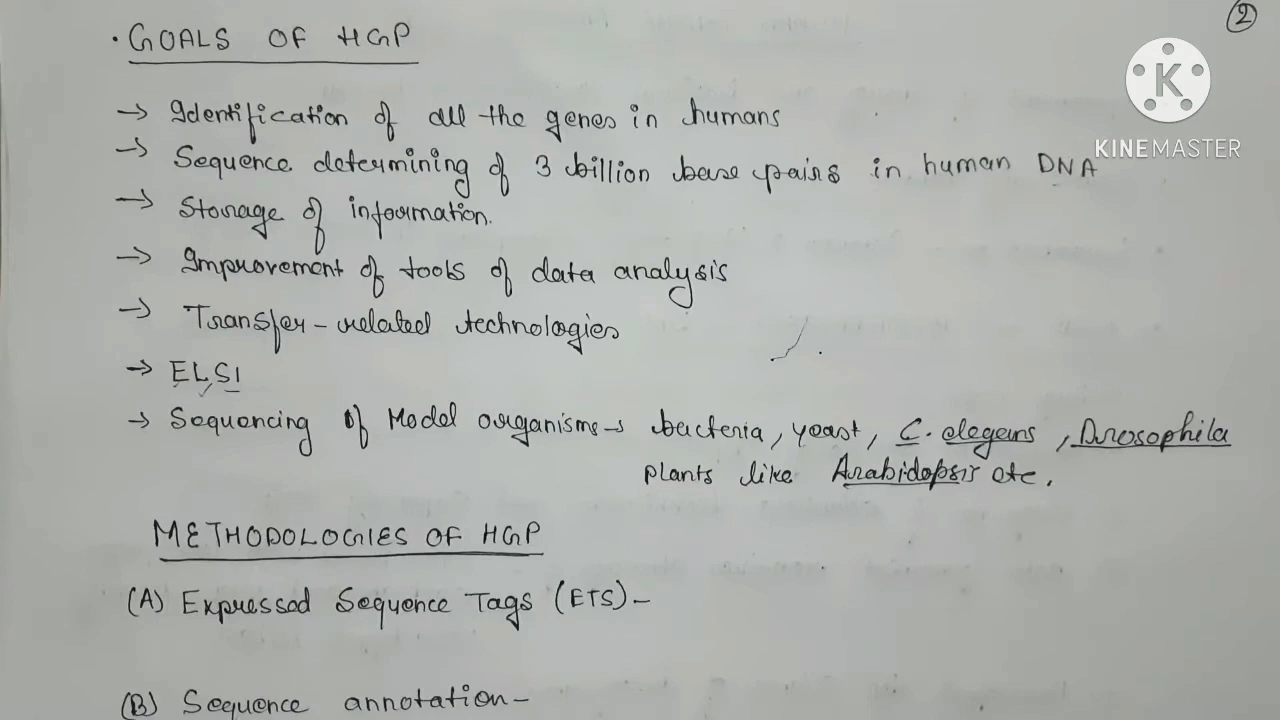 2
· GOALS OF HGP
K
KINEMASTER
→ Identification of all the genes in humans
→ Sequence determining of 3 billion base pairs in human DNA
→ Storage of information.
→ Improvement of tools of data analysis
→ Transfer-related technologies
→ ELSI
→ Sequencing of Model organisms→ bacteria, yeast, C. elegans, Drosophila
plants like Arabidopsis etc.
METHODOLOGIES OF HGP
(A) Expressed Sequence Tags (ETS)-
(B) Sequence annotation-